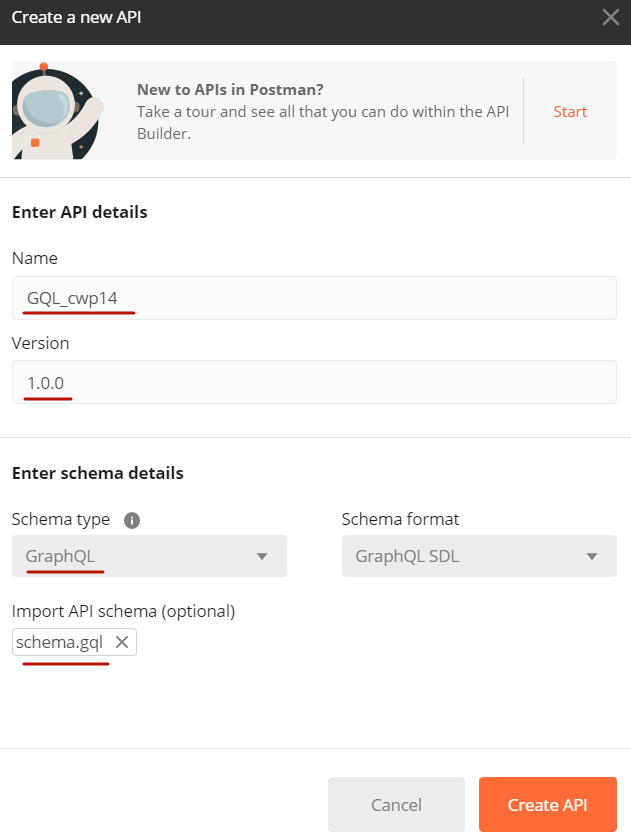 Create a new API
New to APIs in Postman?
Take a tour and see all that you can do within the API
Builder.
Start
Enter API details
Name
GQL_cwp14
Version
1.0.0
Enter schema details
Schema type
Schema format
GraphQL
GraphQL SDL
Import API schema (optional)
schema.gql
Cancel
Create API